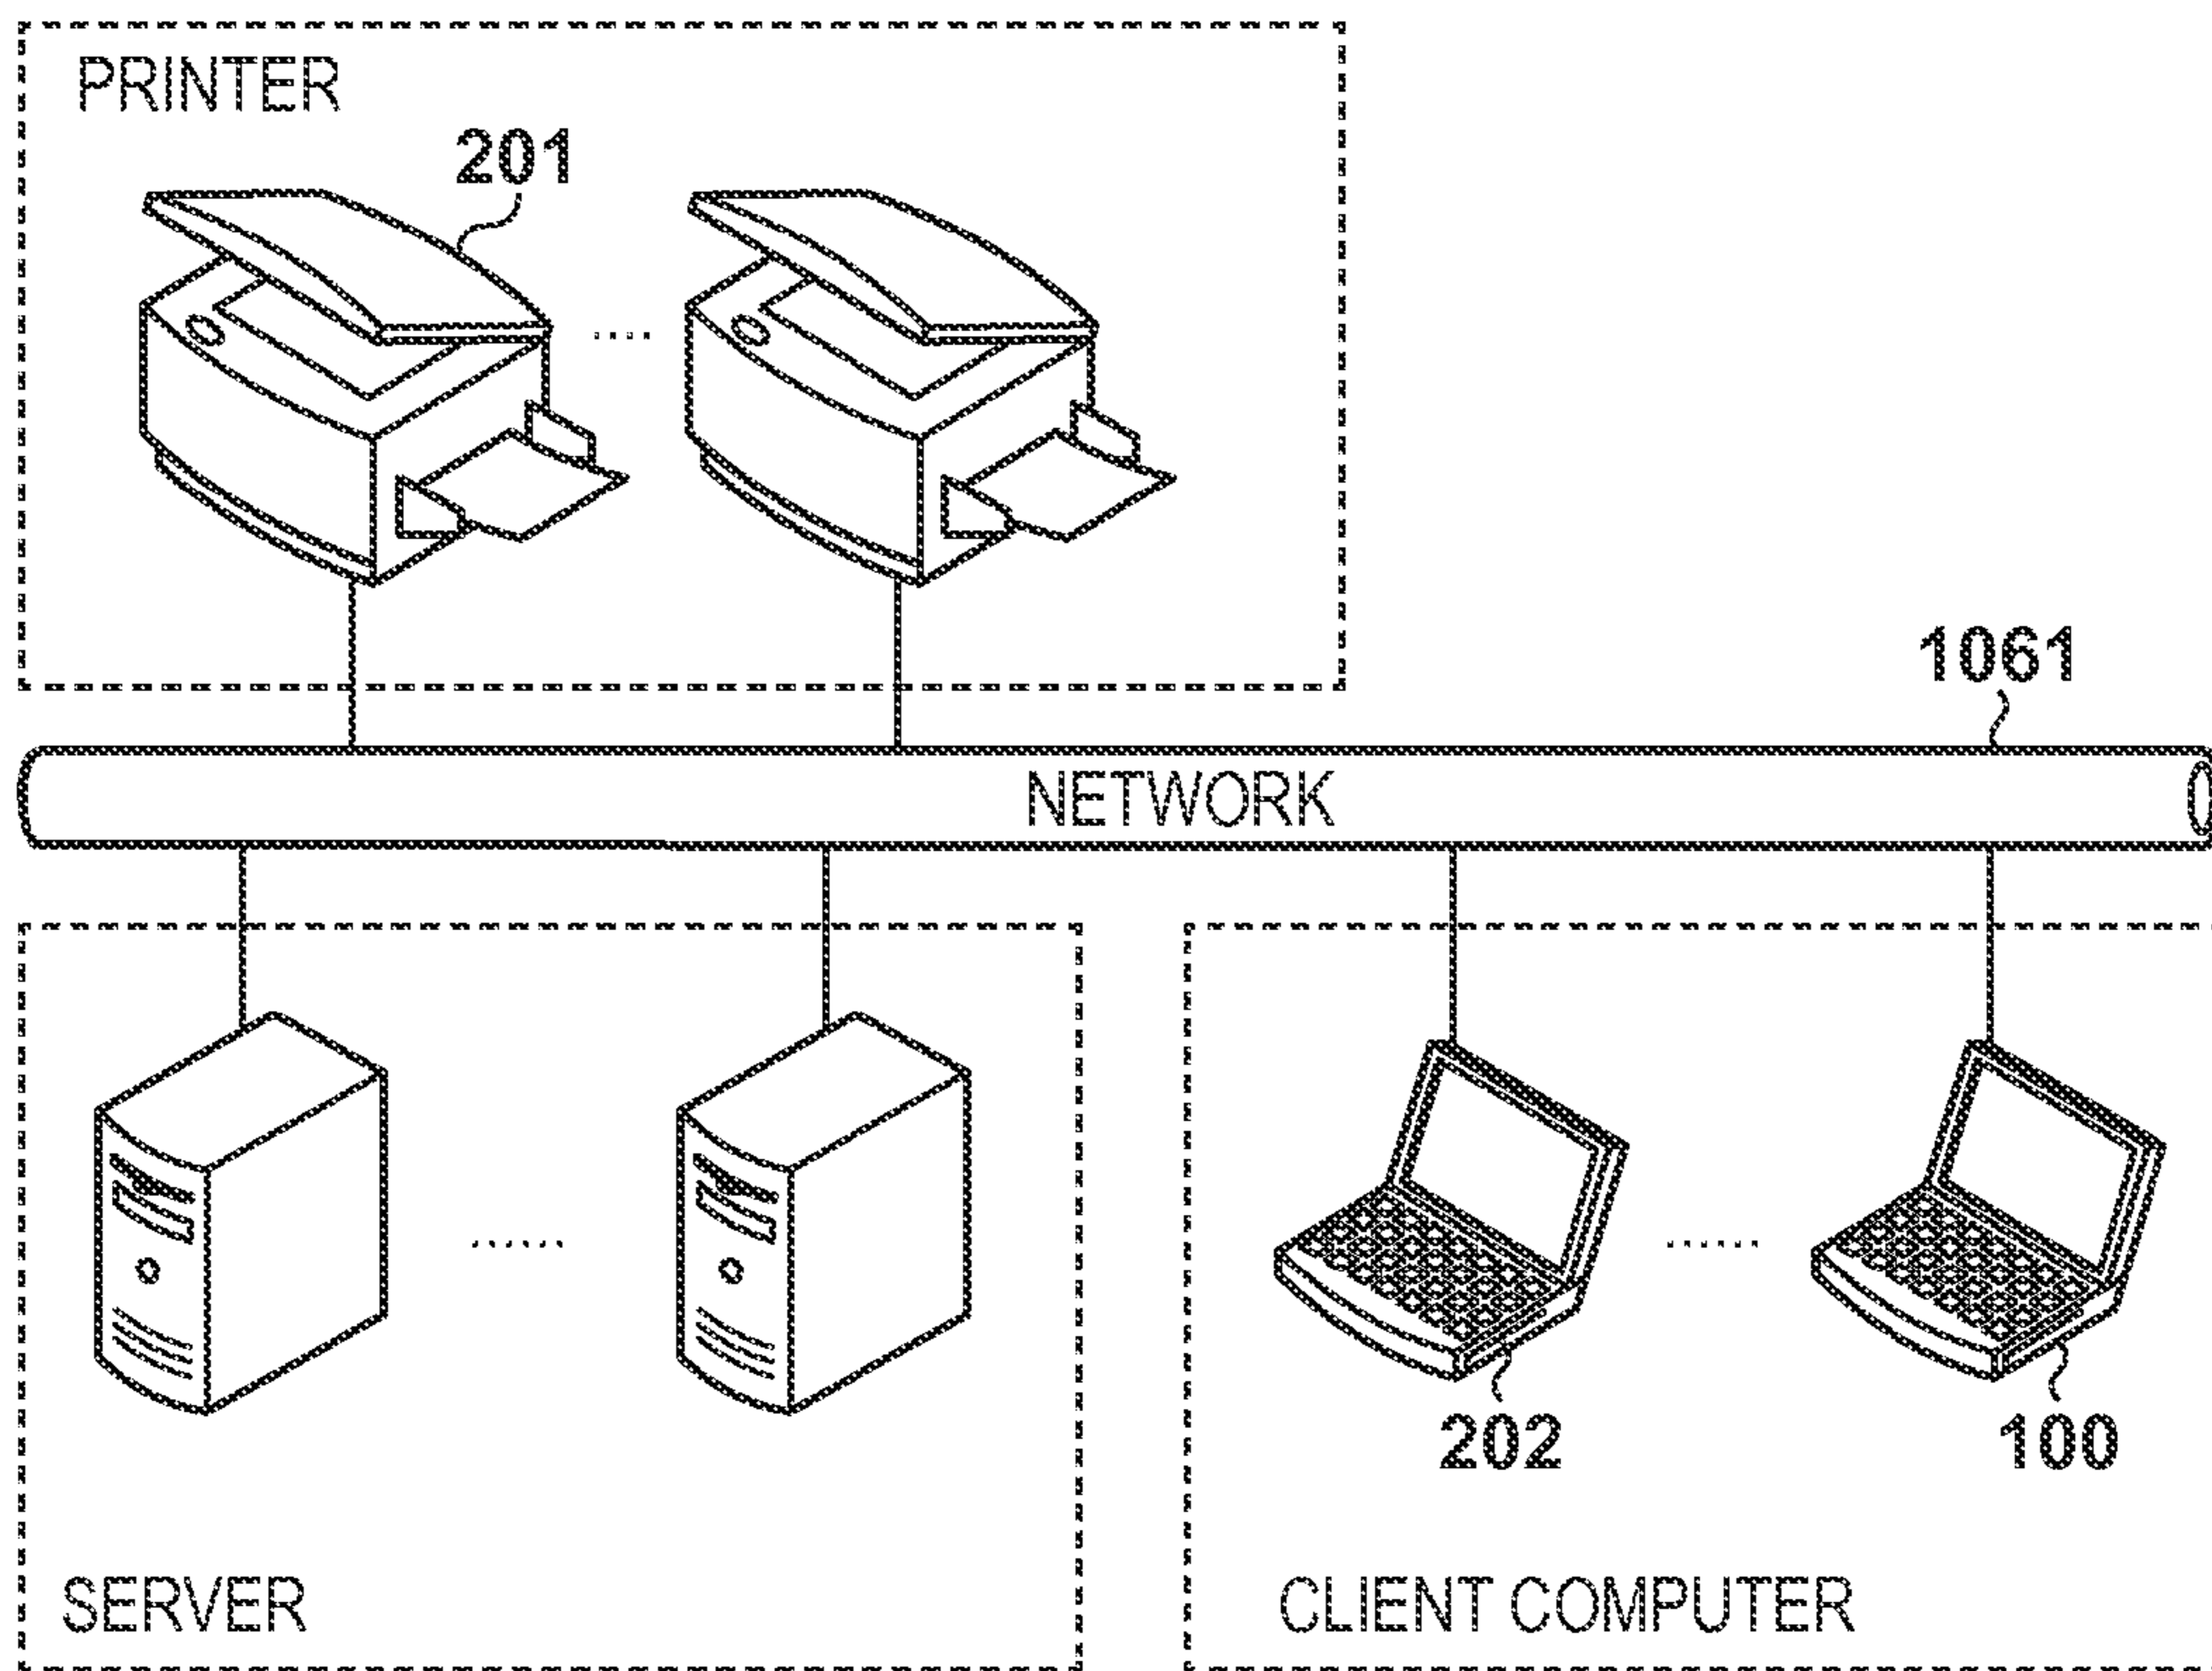 PRINTER
201
1061
NETWORK
202
100
SERVER
CLIENT COMPUTER